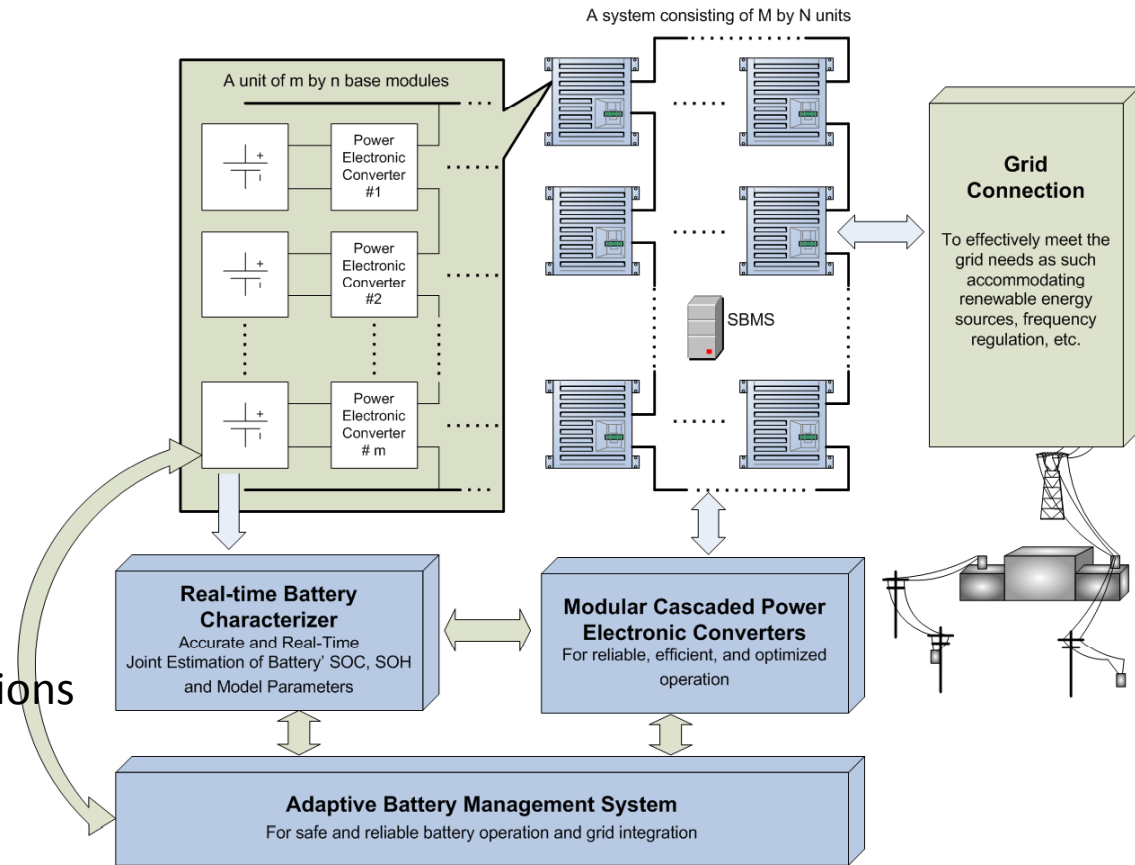 A system consisting of M by N units
A unit of m by n base modules
+
Power
Electronic
Converter
#1
+
Power
Electronic
Converter
#2
+
Power
Electronic
Converter
# m
SBMS
Grid
Connection
To effectively meet the
grid needs as such
accommodating
renewable energy
sources, frequency
regulation, etc.
Real-time Battery
Characterizer
Accurate and Real-Time
Joint Estimation of Battery' SOC, SOH
and Model Parameters
Modular Cascaded Power
Electronic Converters
For reliable, efficient, and optimized
operation
ions
Adaptive Battery Management System
For safe and reliable battery operation and grid integration